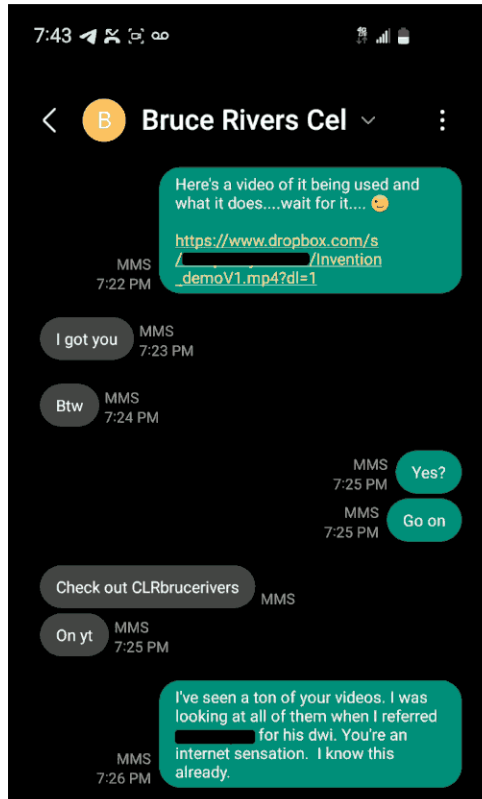 7:43
B Bruce Rivers Cel
Here's a video of it being used and
what it does....wait for it.... 😉
https://www.dropbox.com/s
/ /Invention
_demoV1.mp4?dl=1
MMS
7:22 PM
I got you
MMS
7:23 PM
Btw
MMS
7:24 PM
MMS
7:25 PM
Yes?
MMS
7:25 PM
Go on
Check out CLRbrucerivers
MMS
On yt
MMS
7:25 PM
I've seen a ton of your videos. I was
looking at all of them when I referred
for his dwi. You're an
internet sensation.  I know this
already.
MMS
7:26 PM